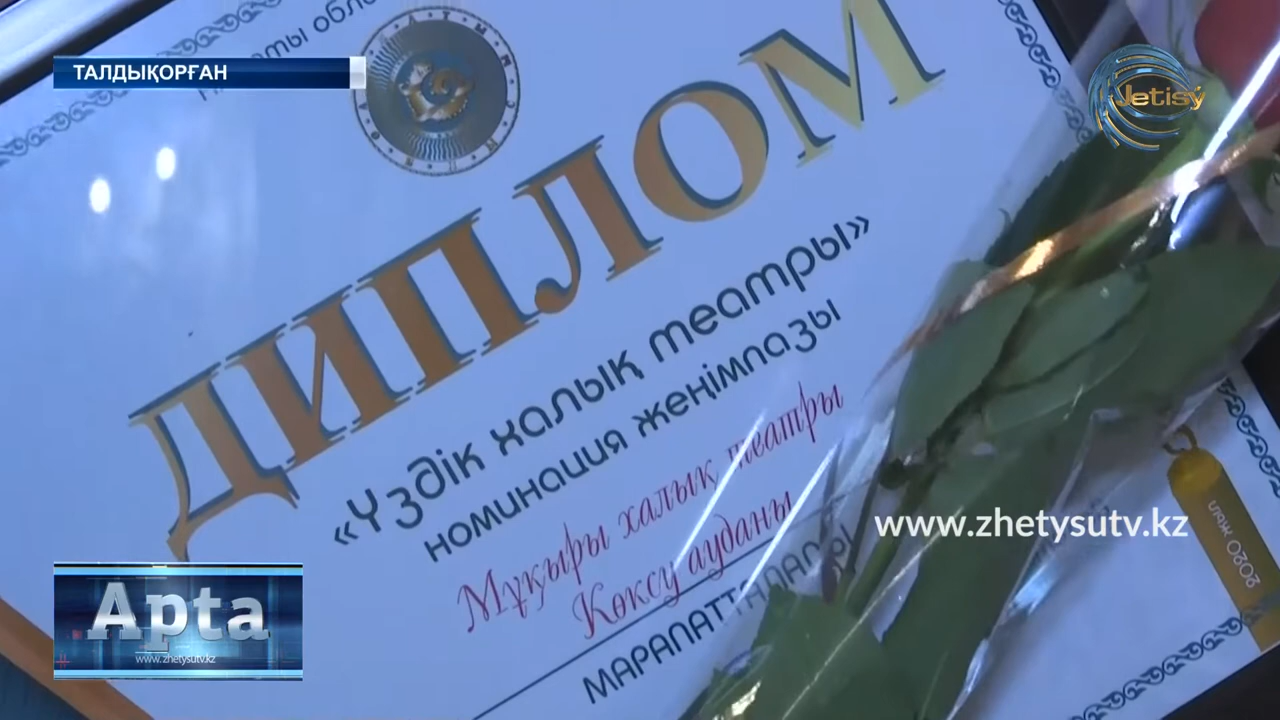 ТАЛДЫҚОРҒАН
Jetisý
ДИПЛОМ
«Үздік халық театры»
номинация жеңімпазы
Мұқыры халық театры
Көксу ауданы
МАРАПАТТАЛАДЫ
2020 жыл
www.zhetysutv.kz
Apta
www.zhetysutv.kz